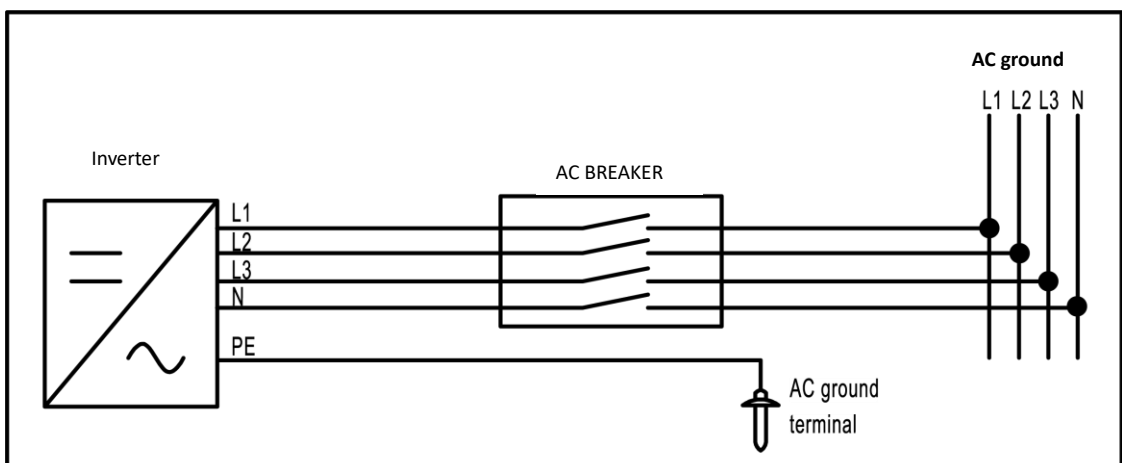 AC ground
L1 L2 L3 N
Inverter
AC BREAKER
L1
L2
L3
N
PE
AC ground
terminal